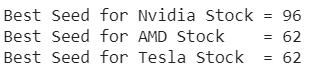 Best Seed for Nvidia Stock = 96
Best Seed for AMD Stock    = 62
Best Seed for Tesla Stock  = 62